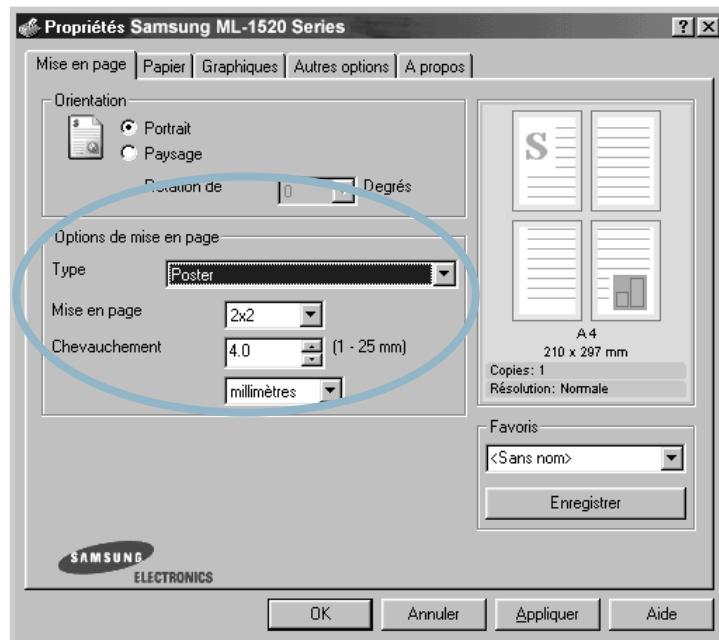 Propriétés Samsung ML-1520 Series
Mise en page Papier Graphiques Autres options A propos
Orientation
Portrait
Paysage
Rotation de 0 Degrés
Options de mise en page
Type Poster
Mise en page 2x2
Chevauchement 4.0 (1 - 25 mm)
millimètres
S
A4
210 x 297 mm
Copies: 1
Résolution: Normale
Favoris
<Sans nom>
Enregistrer
SAMSUNG
ELECTRONICS
OK Annuler Appliquer Aide